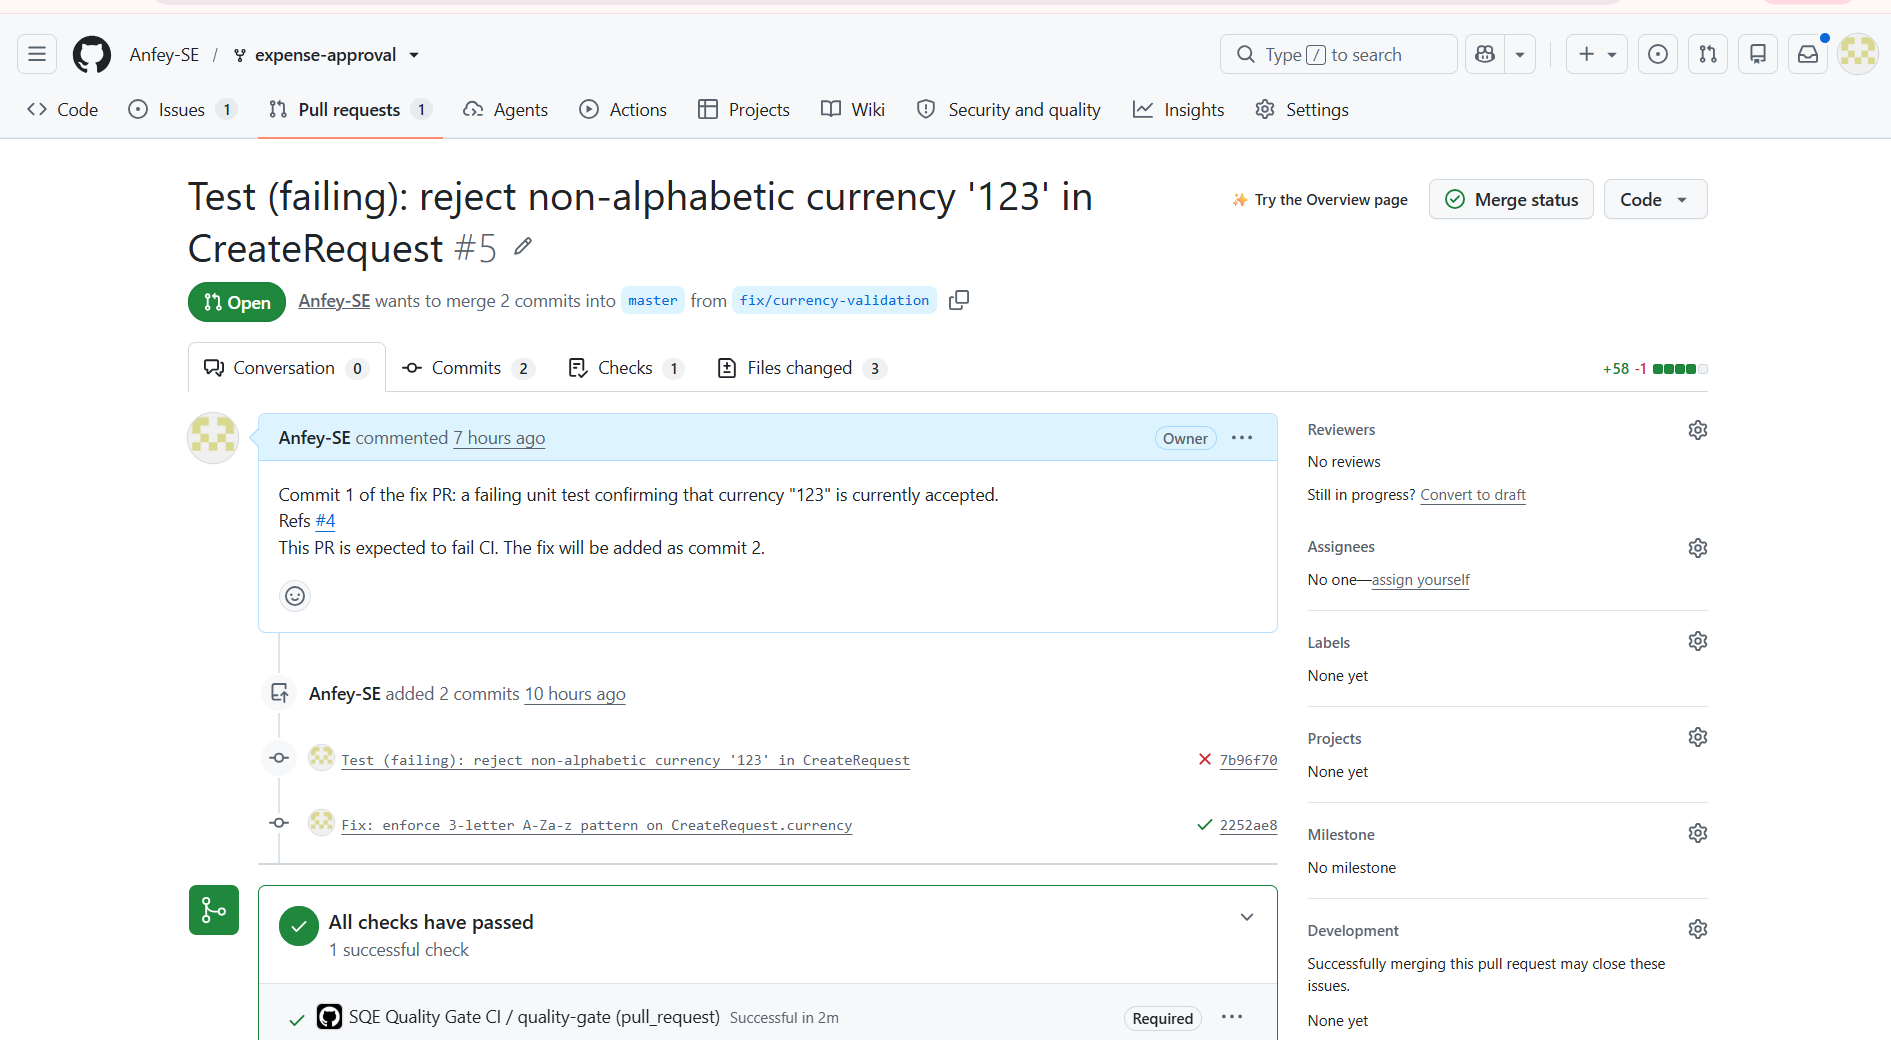 Anfey-SE / expense-approval
Type / to search
Code
Issues 1
Pull requests 1
Agents
Actions
Projects
Wiki
Security and quality
Insights
Settings
Test (failing): reject non-alphabetic currency '123' in
CreateRequest #5
Try the Overview page
Merge status
Code
Open
Anfey-SE wants to merge 2 commits into master from fix/currency-validation
Conversation 0
Commits 2
Checks 1
Files changed 3
+58 -1
Anfey-SE commented 7 hours ago
Owner
Commit 1 of the fix PR: a failing unit test confirming that currency "123" is currently accepted.
Refs #4
This PR is expected to fail CI. The fix will be added as commit 2.
Anfey-SE added 2 commits 10 hours ago
Test (failing): reject non-alphabetic currency '123' in CreateRequest
7b96f70
Fix: enforce 3-letter A-Za-z pattern on CreateRequest.currency
2252ae8
All checks have passed
1 successful check
SQE Quality Gate CI / quality-gate (pull_request) Successful in 2m
Required
Reviewers
No reviews
Still in progress? Convert to draft
Assignees
No one—assign yourself
Labels
None yet
Projects
None yet
Milestone
No milestone
Development
Successfully merging this pull request may close these
issues.
None yet